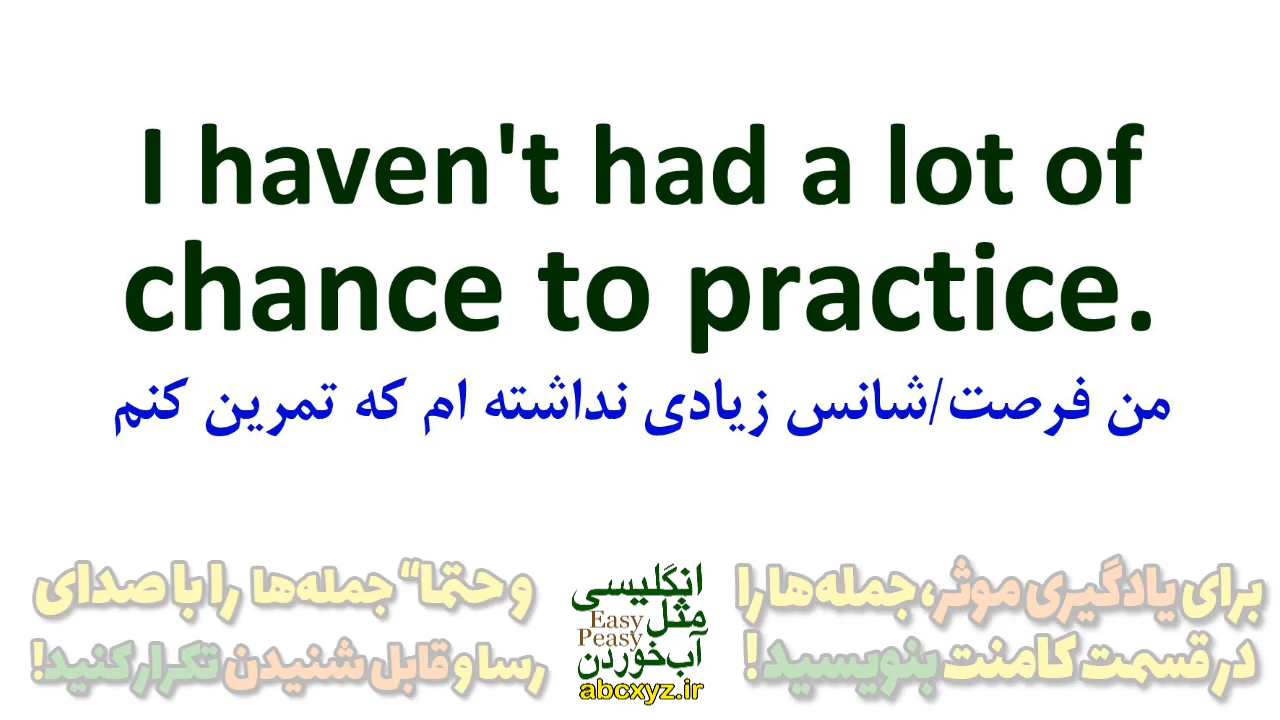 I haven't had a lot of
chance to practice.
من فرصت/شانس زیادی نداشته ام که تمرین کنم
برای یادگیری موثر، جمله‌ها را
در قسمت کامنت بنویسید!
انگلیسی
مثل
Easy
Peasy
آب‌خوردن
abcxyz.ir
و حتما“ جمله‌ها را با صدای
رسا و قابل شنیدن تکرار کنید!